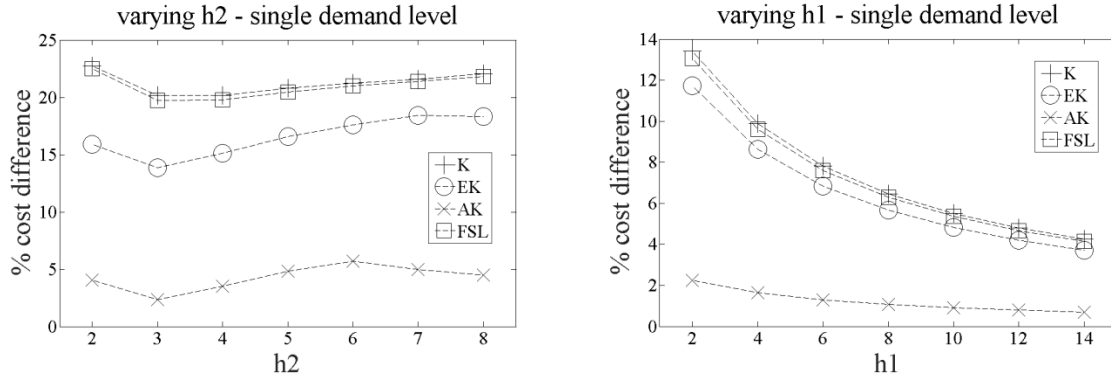 varying h2 - single demand level
25
20
15
10
5
0
% cost difference
2 3 4 5 6 7 8
h2
K
EK
AK
FSL
varying h1 - single demand level
14
12
10
8
6
4
2
0
% cost difference
2 4 6 8 10 12 14
h1
K
EK
AK
FSL